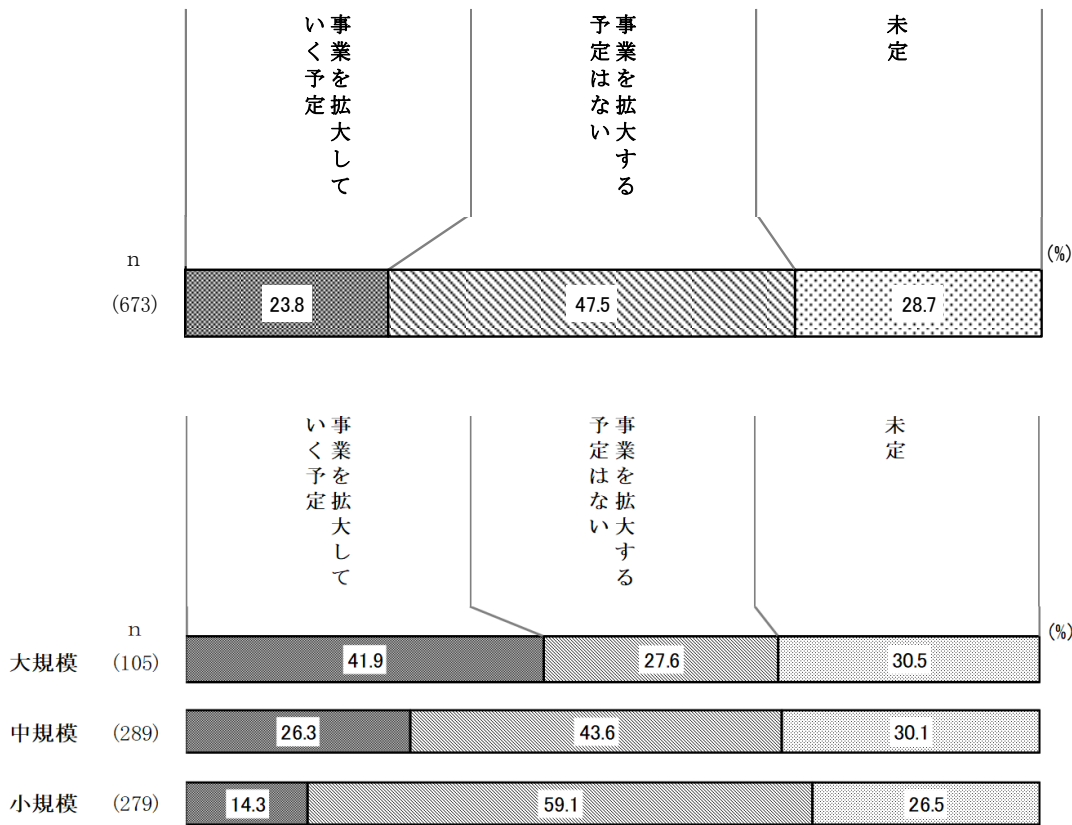 事業を拡大して
いく予定
事業を拡大する
予定はない
未定
(%)
n
(673)
23.8
47.5
28.7
事業を拡大して
いく予定
事業を拡大する
予定はない
未定
(%)
n
大規模 (105) 41.9 27.6 30.5
中規模 (289) 26.3 43.6 30.1
小規模 (279) 14.3 59.1 26.5